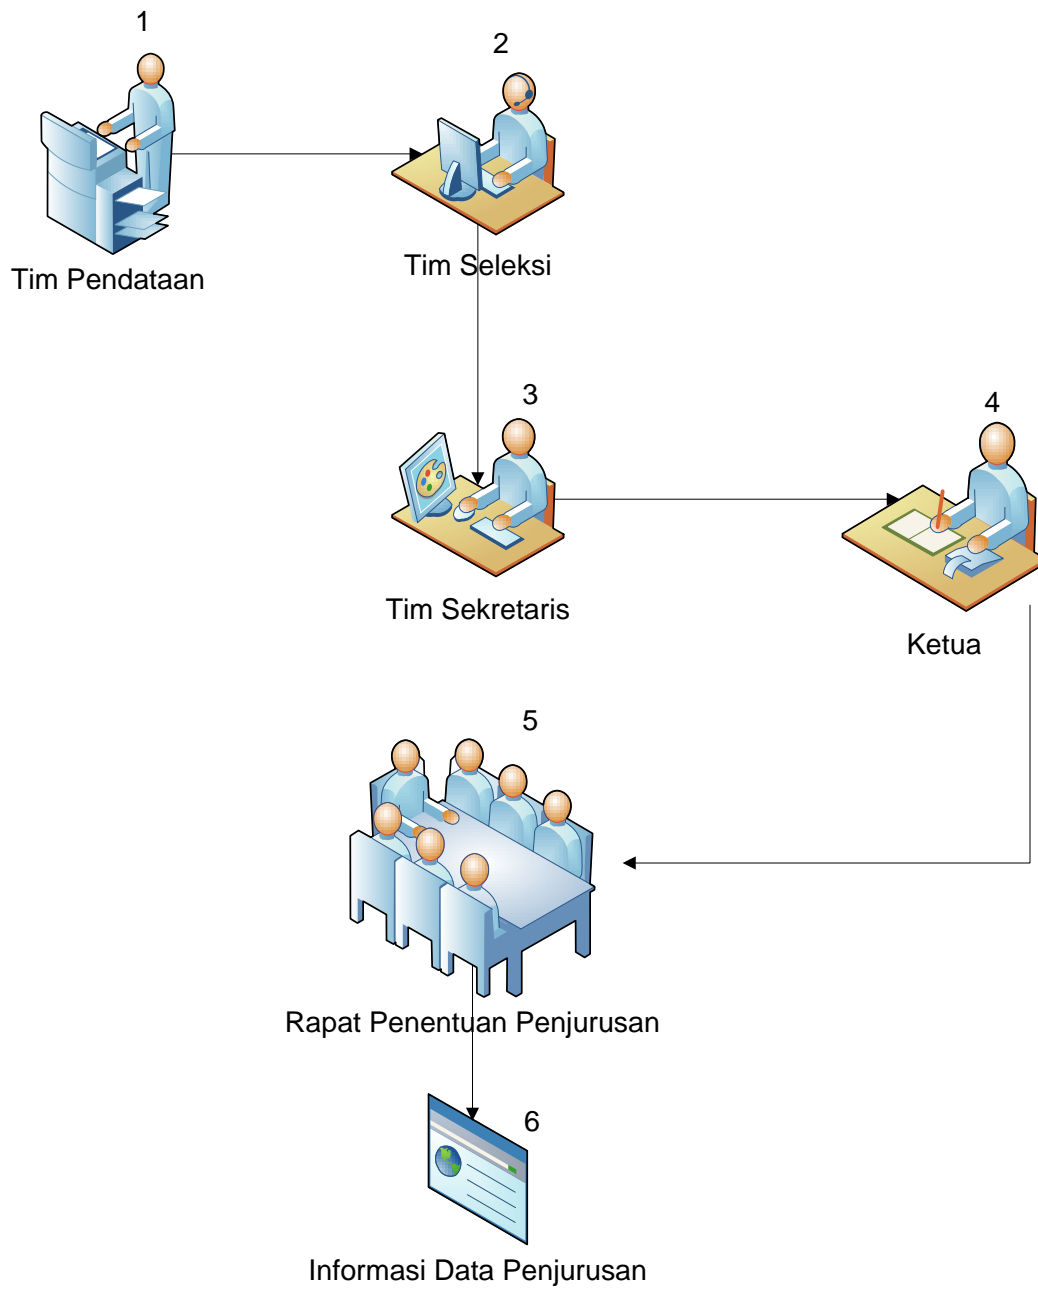 1
Tim Pendataan
2
Tim Seleksi
3
Tim Sekretaris
4
Ketua
5
Rapat Penentuan Penjurusan
6
Informasi Data Penjurusan